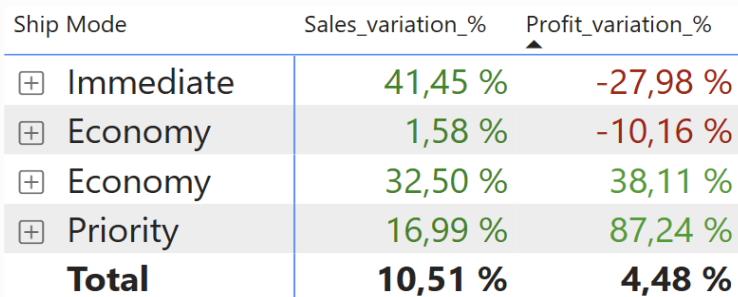 Ship Mode Sales_variation_% Profit_variation_%
Immediate 41,45 % -27,98 %
Economy 1,58 % -10,16 %
Economy 32,50 % 38,11 %
Priority 16,99 % 87,24 %
Total 10,51 % 4,48 %